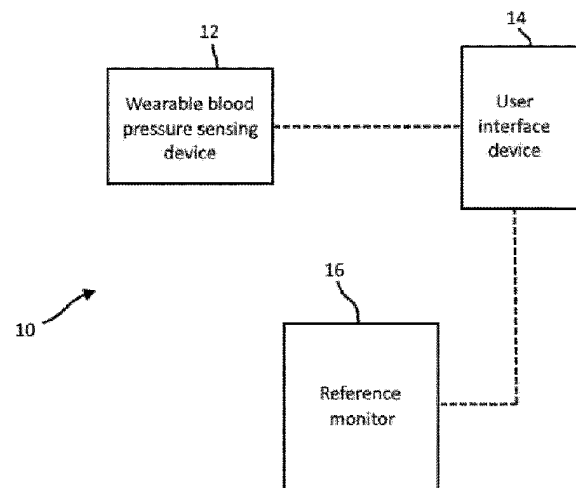 12
Wearable blood
pressure sensing
device
14
User
interface
device
16
Reference
monitor
10